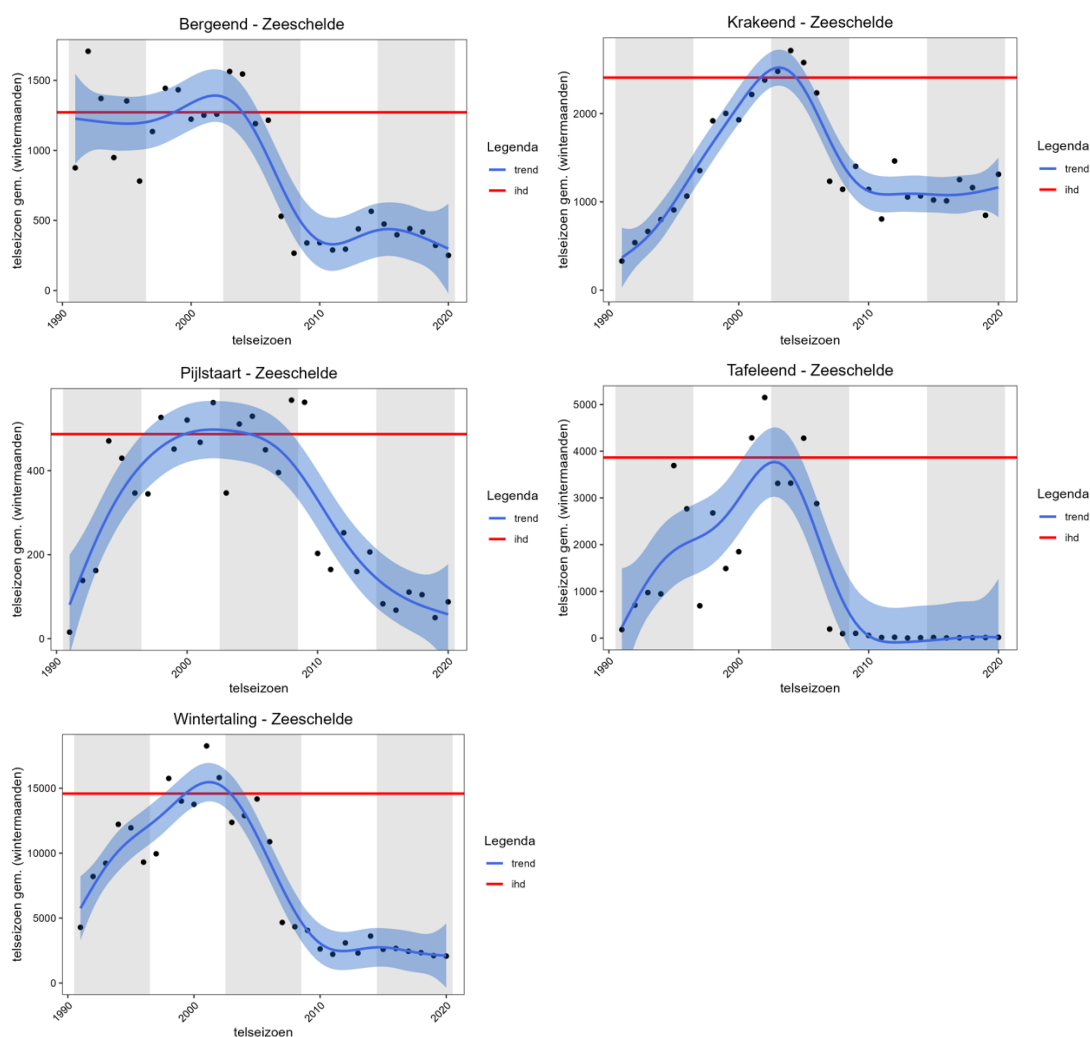 Bergeend - Zeeschelde
telseizoen gem. (wintermaanden)
1500
1000
500
0
1990
2000
2010
2020
telseizoen
Legenda
trend
ihd
Krakeend - Zeeschelde
telseizoen gem. (wintermaanden)
2000
1000
0
1990
2000
2010
2020
telseizoen
Legenda
trend
ihd
Pijlstaart - Zeeschelde
telseizoen gem. (wintermaanden)
400
200
0
1990
2000
2010
2020
telseizoen
Legenda
trend
ihd
Tafeleend - Zeeschelde
telseizoen gem. (wintermaanden)
5000
4000
3000
2000
1000
0
1990
2000
2010
2020
telseizoen
Legenda
trend
ihd
Wintertaling - Zeeschelde
telseizoen gem. (wintermaanden)
15000
10000
5000
0
1990
2000
2010
2020
telseizoen
Legenda
trend
ihd